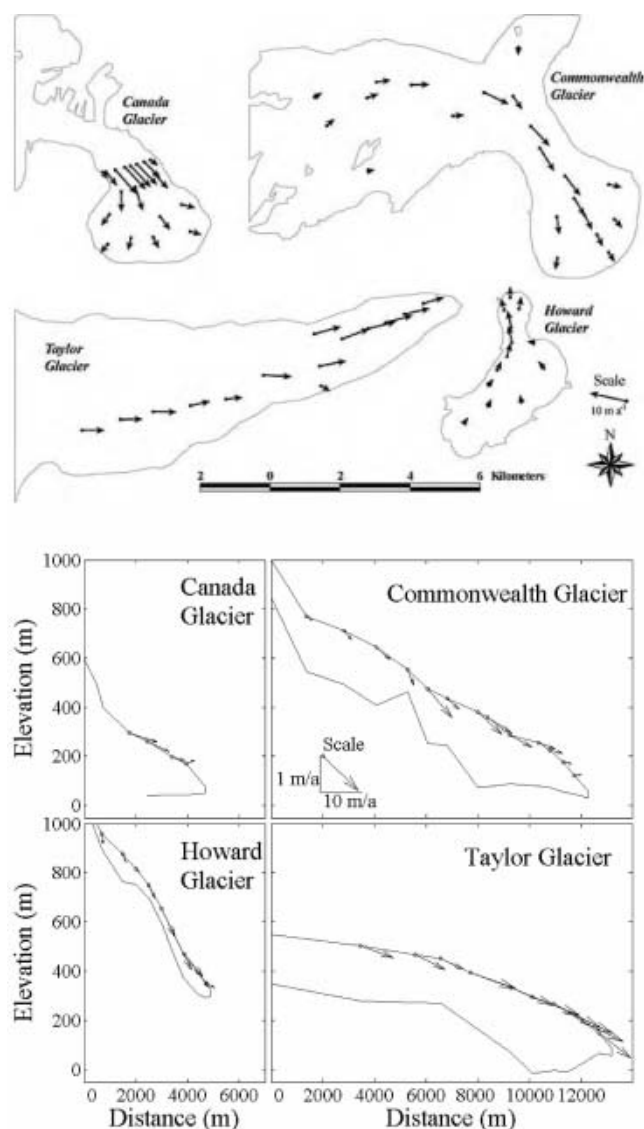 Canada
Glacier
Commonwealth
Glacier
Taylor
Glacier
Howard
Glacier
Scale
10 m a⁻¹
N
2 0 2 4 6 Kilometers
Canada
Glacier
Commonwealth Glacier
1000
800
600
400
200
0
Elevation (m)
Scale
1 m/a
10 m/a
Howard
Glacier
Taylor Glacier
1000
800
600
400
200
0
Elevation (m)
0 2000 4000 0 2000 4000 6000 8000 10000 12000
Distance (m) Distance (m)